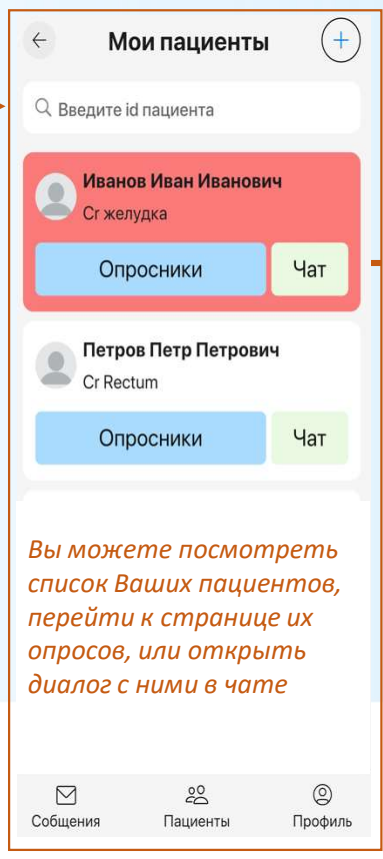 Мои пациенты
Введите id пациента
Иванов Иван Иванович
Cr желудка
Опросники
Чат
Петров Петр Петрович
Cr Rectum
Опросники
Чат
Вы можете посмотреть
список Ваших пациентов,
перейти к странице их
опросов, или открыть
диалог с ними в чате
Собщения
Пациенты
Профиль